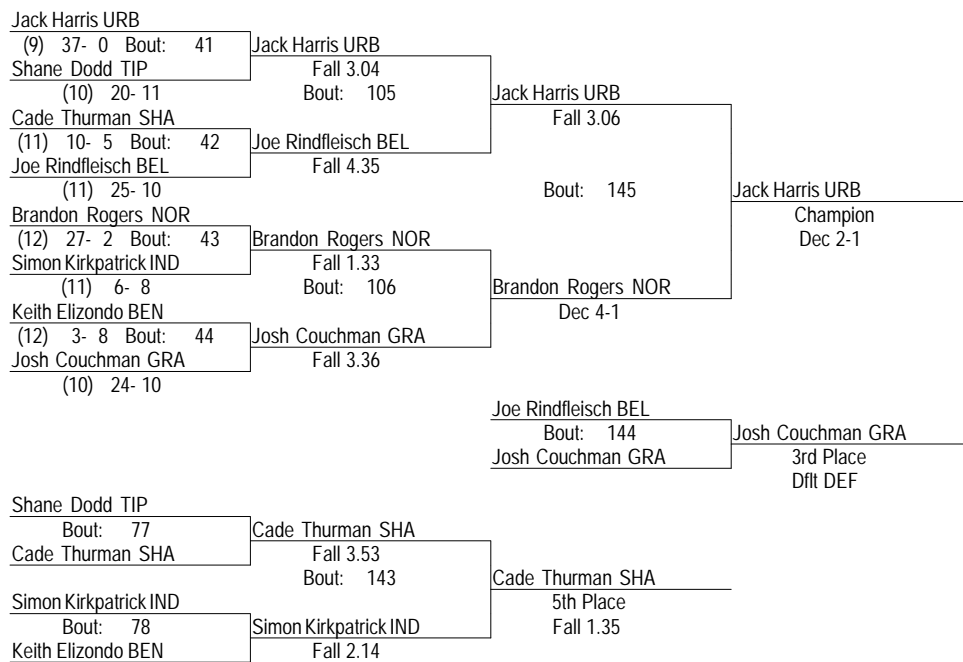 Jack Harris URB
(9) 37- 0 Bout: 41
Jack Harris URB
Shane Dodd TIP
Fall 3.04
(10) 20- 11
Bout: 105
Jack Harris URB
Cade Thurman SHA
Fall 3.06
(11) 10- 5 Bout: 42
Joe Rindfleisch BEL
Joe Rindfleisch BEL
Fall 4.35
(11) 25- 10
Bout: 145
Jack Harris URB
Brandon Rogers NOR
Champion
(12) 27- 2 Bout: 43
Brandon Rogers NOR
Dec 2-1
Simon Kirkpatrick IND
Fall 1.33
(11) 6- 8
Bout: 106
Brandon Rogers NOR
Keith Elizondo BEN
Dec 4-1
(12) 3- 8 Bout: 44
Josh Couchman GRA
Josh Couchman GRA
Fall 3.36
(10) 24- 10
Joe Rindfleisch BEL
Bout: 144
Josh Couchman GRA
Josh Couchman GRA
3rd Place
Dflt DEF
Shane Dodd TIP
Bout: 77
Cade Thurman SHA
Cade Thurman SHA
Fall 3.53
Bout: 143
Cade Thurman SHA
Simon Kirkpatrick IND
5th Place
Bout: 78
Simon Kirkpatrick IND
Fall 1.35
Keith Elizondo BEN
Fall 2.14